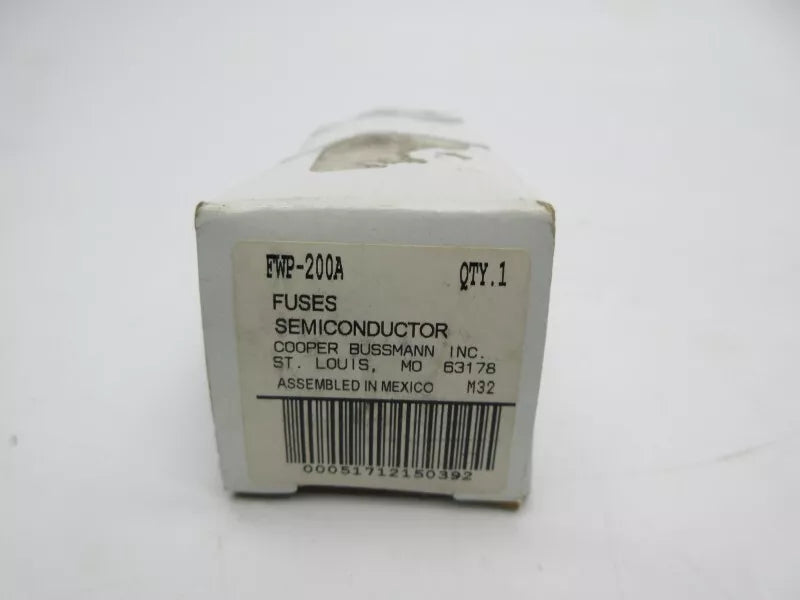 FWP-200A QTY.1
FUSES
SEMICONDUCTOR
COOPER BUSSMANN INC.
ST. LOUIS, MO 63178
ASSEMBLED IN MEXICO M32
00051712150392